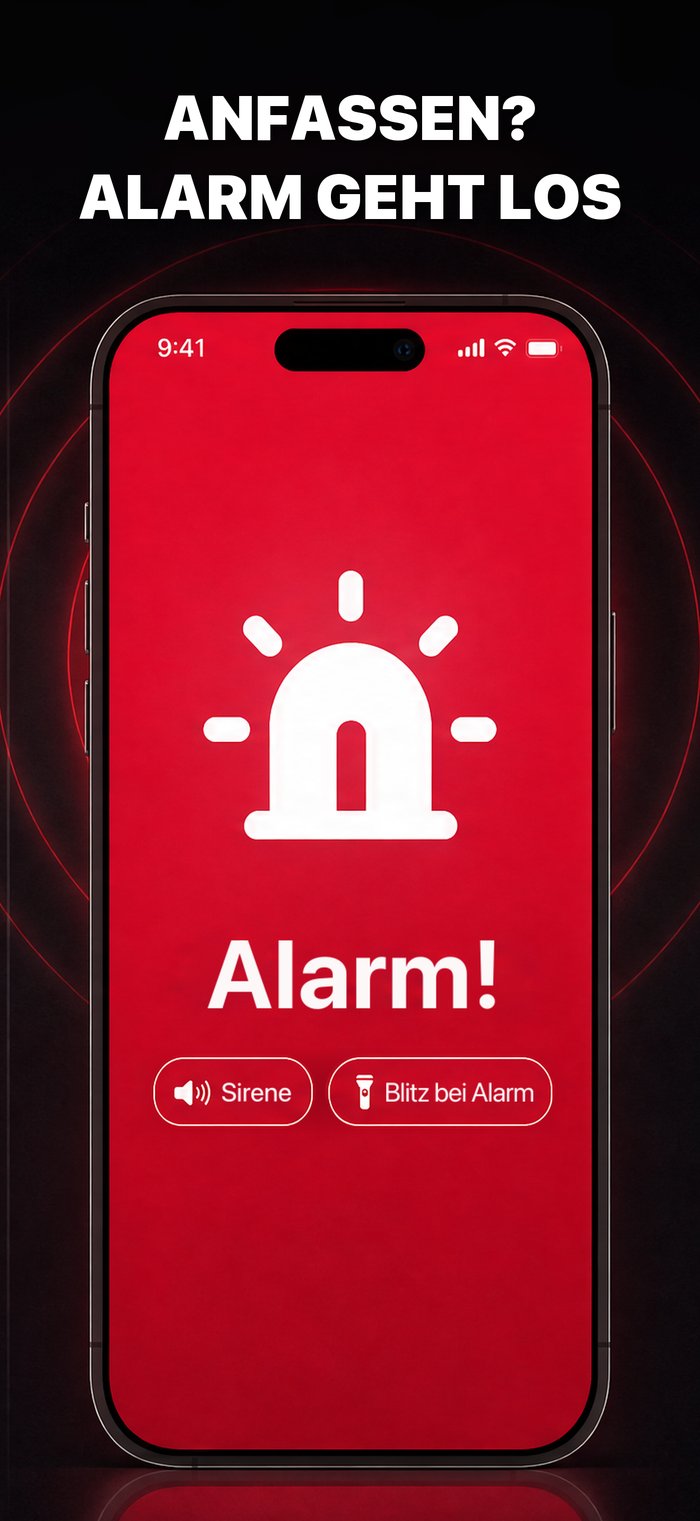 ANFASSEN?
ALARM GEHT LOS
9:41
Alarm!
Sirene
Blitz bei Alarm